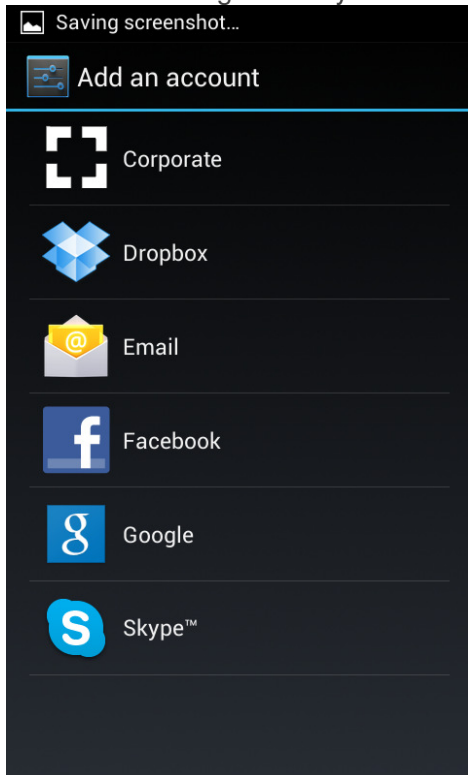 Saving screenshot...
Add an account
Corporate
Dropbox
@
Email
f
Facebook
g
Google
S
Skype™